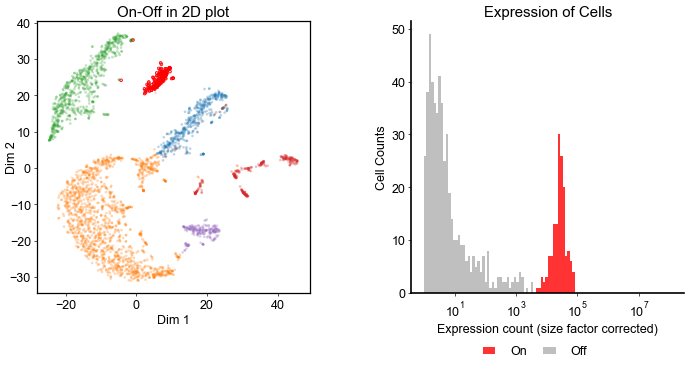 On-Off in 2D plot
Expression of Cells
40
30
20
10
0
−10
−20
−30
Dim 2
−20
0
20
40
Dim 1
50
40
30
20
10
0
Cell Counts
10^1
10^3
10^5
10^7
Expression count (size factor corrected)
On
Off